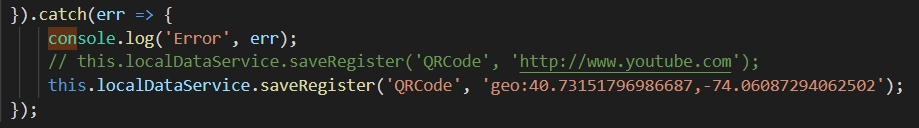 }).catch(err => {
console.log('Error', err);
// this.localDataService.saveRegister('QRCode', 'http://www.youtube.com');
this.localDataService.saveRegister('QRCode', 'geo:40.73151796986687,-74.06087294062502');
});